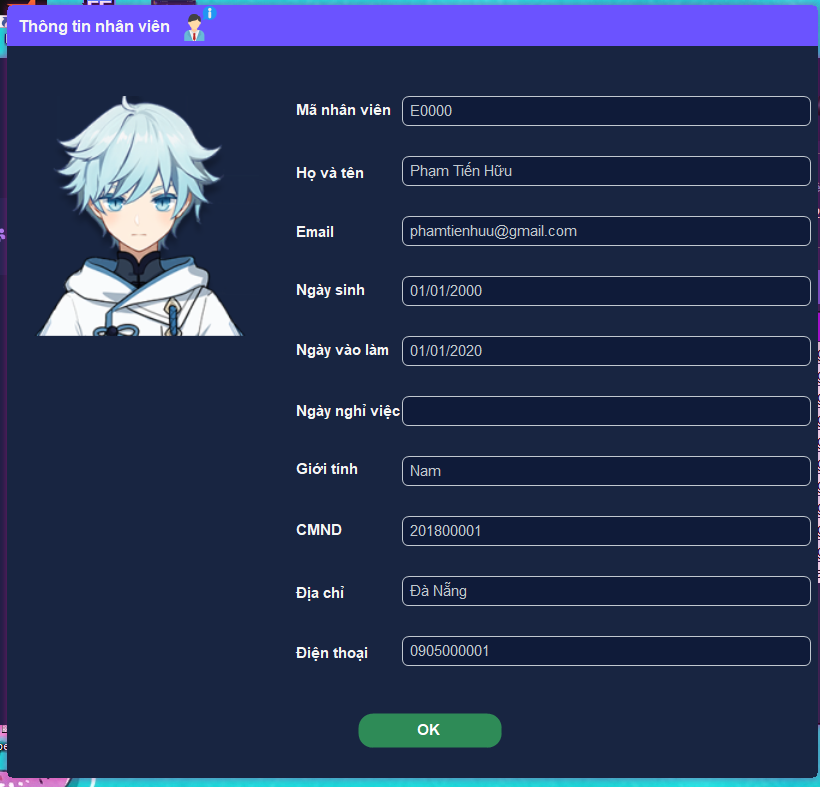 Thông tin nhân viên
Mã nhân viên E0000
Họ và tên Phạm Tiến Hữu
Email phamtienhuu@gmail.com
Ngày sinh 01/01/2000
Ngày vào làm 01/01/2020
Ngày nghỉ việc
Giới tính Nam
CMND 201800001
Địa chỉ Đà Nẵng
Điện thoại 0905000001
OK